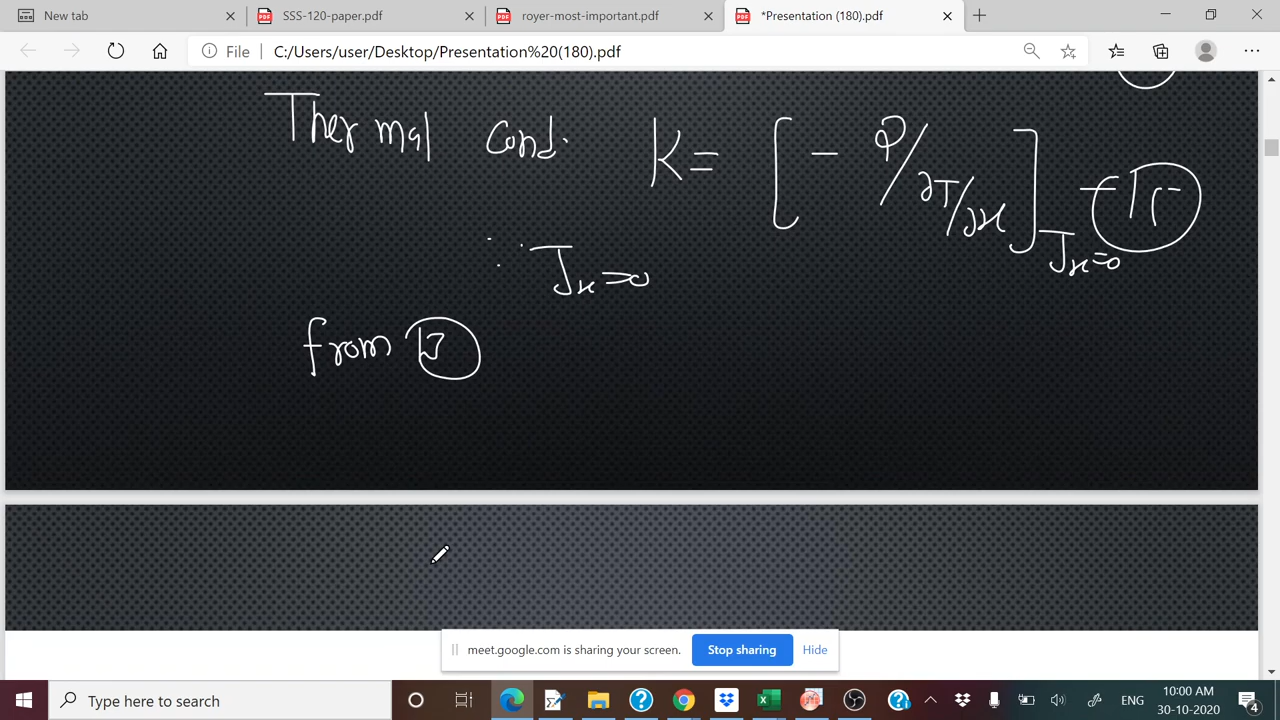 New tab
SSS-120-paper.pdf
royer-most-important.pdf
*Presentation (180).pdf
File
C:/Users/user/Desktop/Presentation%20(180).pdf
Thermal Cond. K = [ - Q/∂T/∂x ] Jx=0
∵ Jx=0
from
meet.google.com is sharing your screen.
Stop sharing
Hide
Type here to search
ENG
10:00 AM
30-10-2020
4